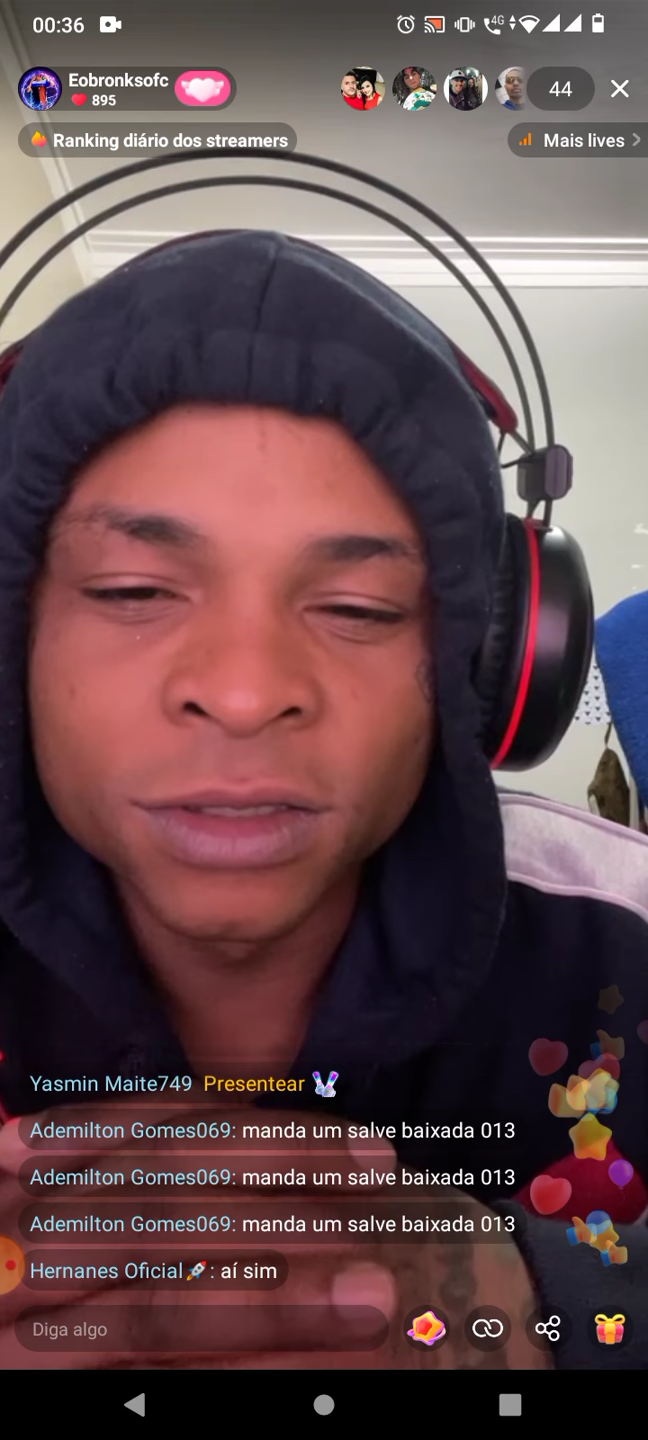 00:36
4G
Eobronksofc
895
44
Ranking diário dos streamers
Mais lives
Yasmin Maite749 Presentear
Ademilton Gomes069: manda um salve baixada 013
Ademilton Gomes069: manda um salve baixada 013
Ademilton Gomes069: manda um salve baixada 013
Hernanes Oficial🚀: aí sim
Diga algo